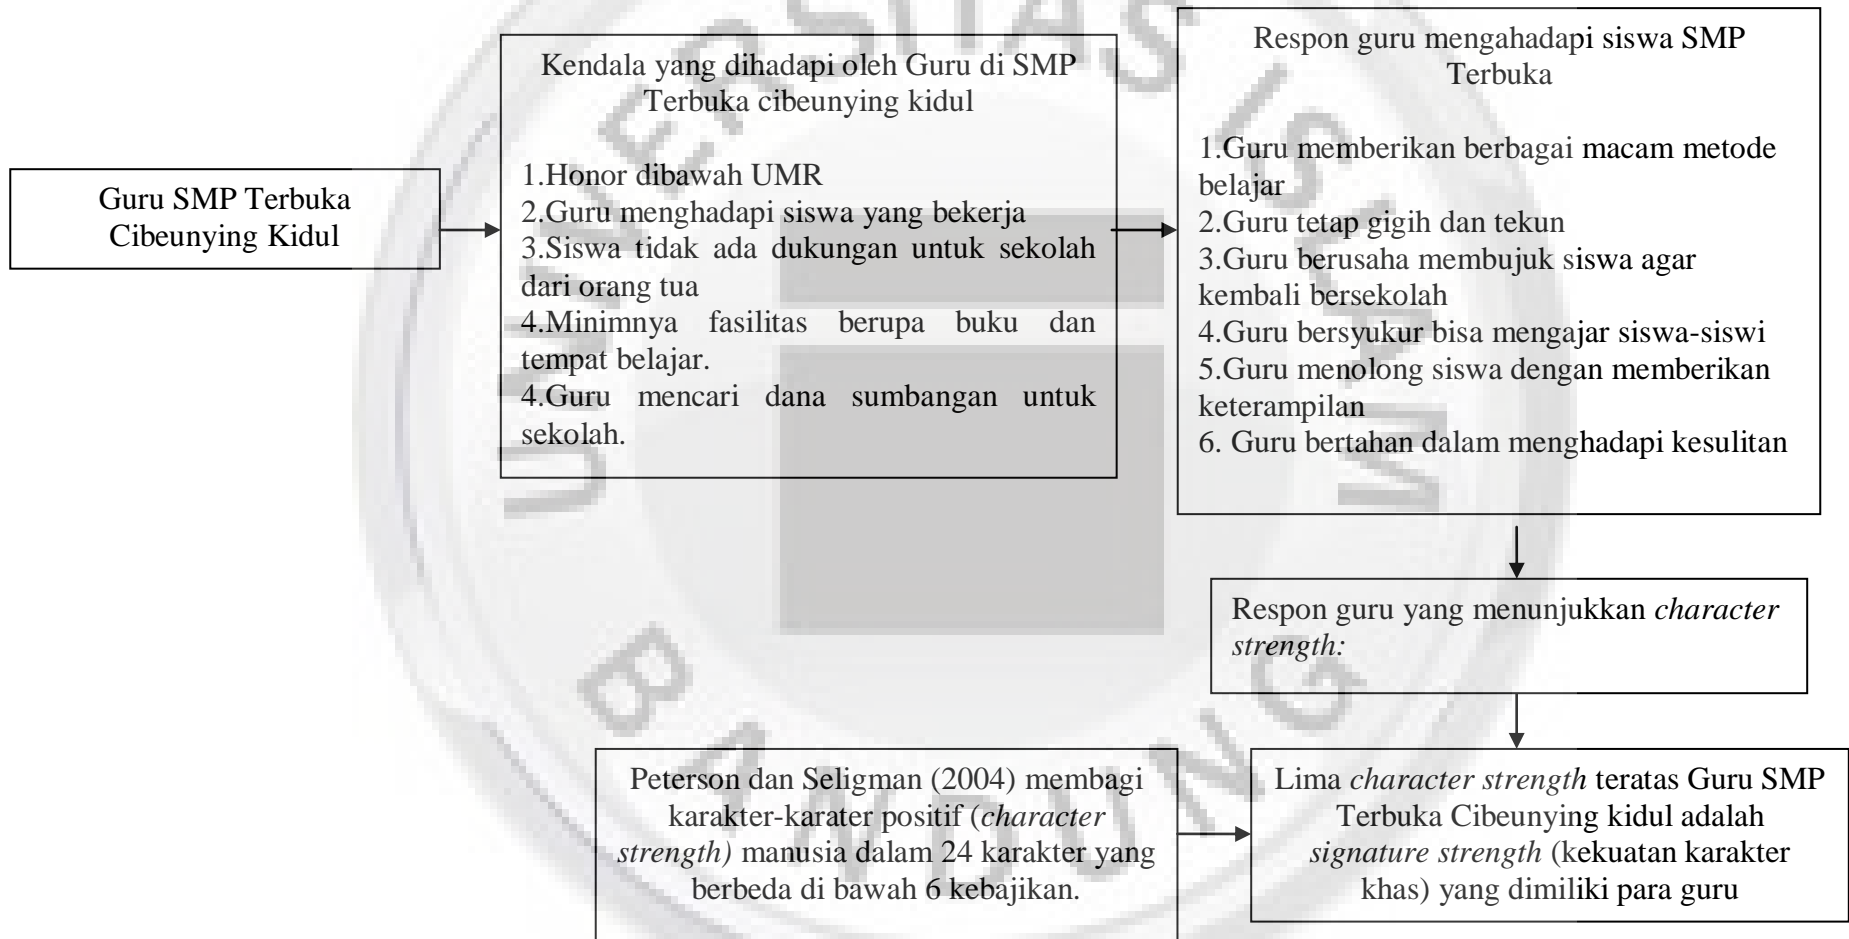 Guru SMP Terbuka
Cibeunying Kidul
Kendala yang dihadapi oleh Guru di SMP
Terbuka cibeunying kidul
1.Honor dibawah UMR
2.Guru menghadapi siswa yang bekerja
3.Siswa tidak ada dukungan untuk sekolah
dari orang tua
4.Minimnya fasilitas berupa buku dan
tempat belajar.
4.Guru mencari dana sumbangan untuk
sekolah.
Respon guru mengahadapi siswa SMP
Terbuka
1.Guru memberikan berbagai macam metode
belajar
2.Guru tetap gigih dan tekun
3.Guru berusaha membujuk siswa agar
kembali bersekolah
4.Guru bersyukur bisa mengajar siswa-siswi
5.Guru menolong siswa dengan memberikan
keterampilan
6. Guru bertahan dalam menghadapi kesulitan
Respon guru yang menunjukkan character
strength:
Peterson dan Seligman (2004) membagi
karakter-karater positif (character
strength) manusia dalam 24 karakter yang
berbeda di bawah 6 kebajikan.
Lima character strength teratas Guru SMP
Terbuka Cibeunying kidul adalah
signature strength (kekuatan karakter
khas) yang dimiliki para guru
UNIVERSITAS ISLAM
BANDUNG